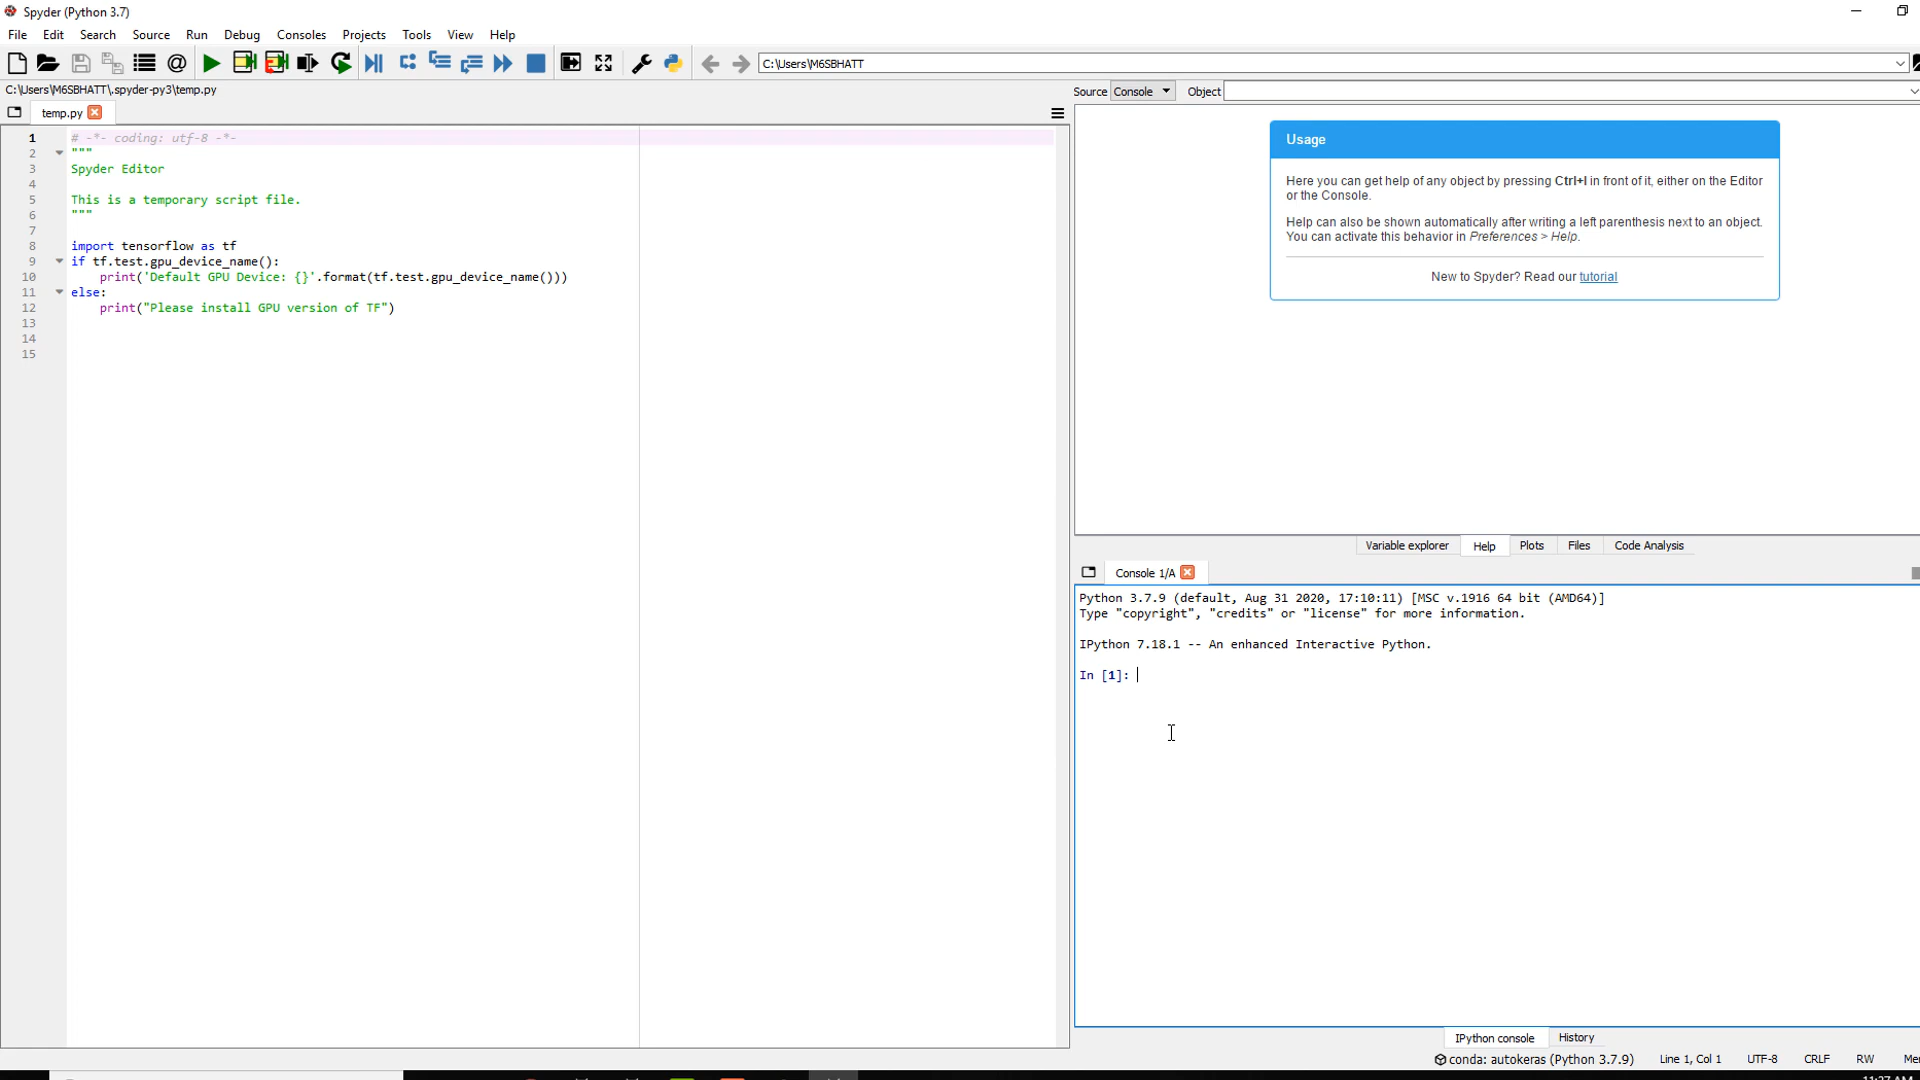 Spyder (Python 3.7)
File Edit Search Source Run Debug Consoles Projects Tools View Help
C:\Users\M6SBHATT
C:\Users\M6SBHATT\.spyder-py3\temp.py
temp.py
1 # -*- coding: utf-8 -*-
2 """
3 Spyder Editor
4
5 This is a temporary script file.
6 """
7
8 import tensorflow as tf
9 if tf.test.gpu_device_name():
10 print('Default GPU Device: {}'.format(tf.test.gpu_device_name()))
11 else:
12 print("Please install GPU version of TF")
13
14
15
Source Console Object
Usage
Here you can get help of any object by pressing Ctrl+I in front of it, either on the Editor
or the Console.
Help can also be shown automatically after writing a left parenthesis next to an object.
You can activate this behavior in Preferences > Help.
New to Spyder? Read our tutorial
Variable explorer Help Plots Files Code Analysis
Console 1/A
Python 3.7.9 (default, Aug 31 2020, 17:10:11) [MSC v.1916 64 bit (AMD64)]
Type "copyright", "credits" or "license" for more information.
IPython 7.18.1 -- An enhanced Interactive Python.
In [1]:
IPython console History
conda: autokeras (Python 3.7.9) Line 1, Col 1 UTF-8 CRLF RW